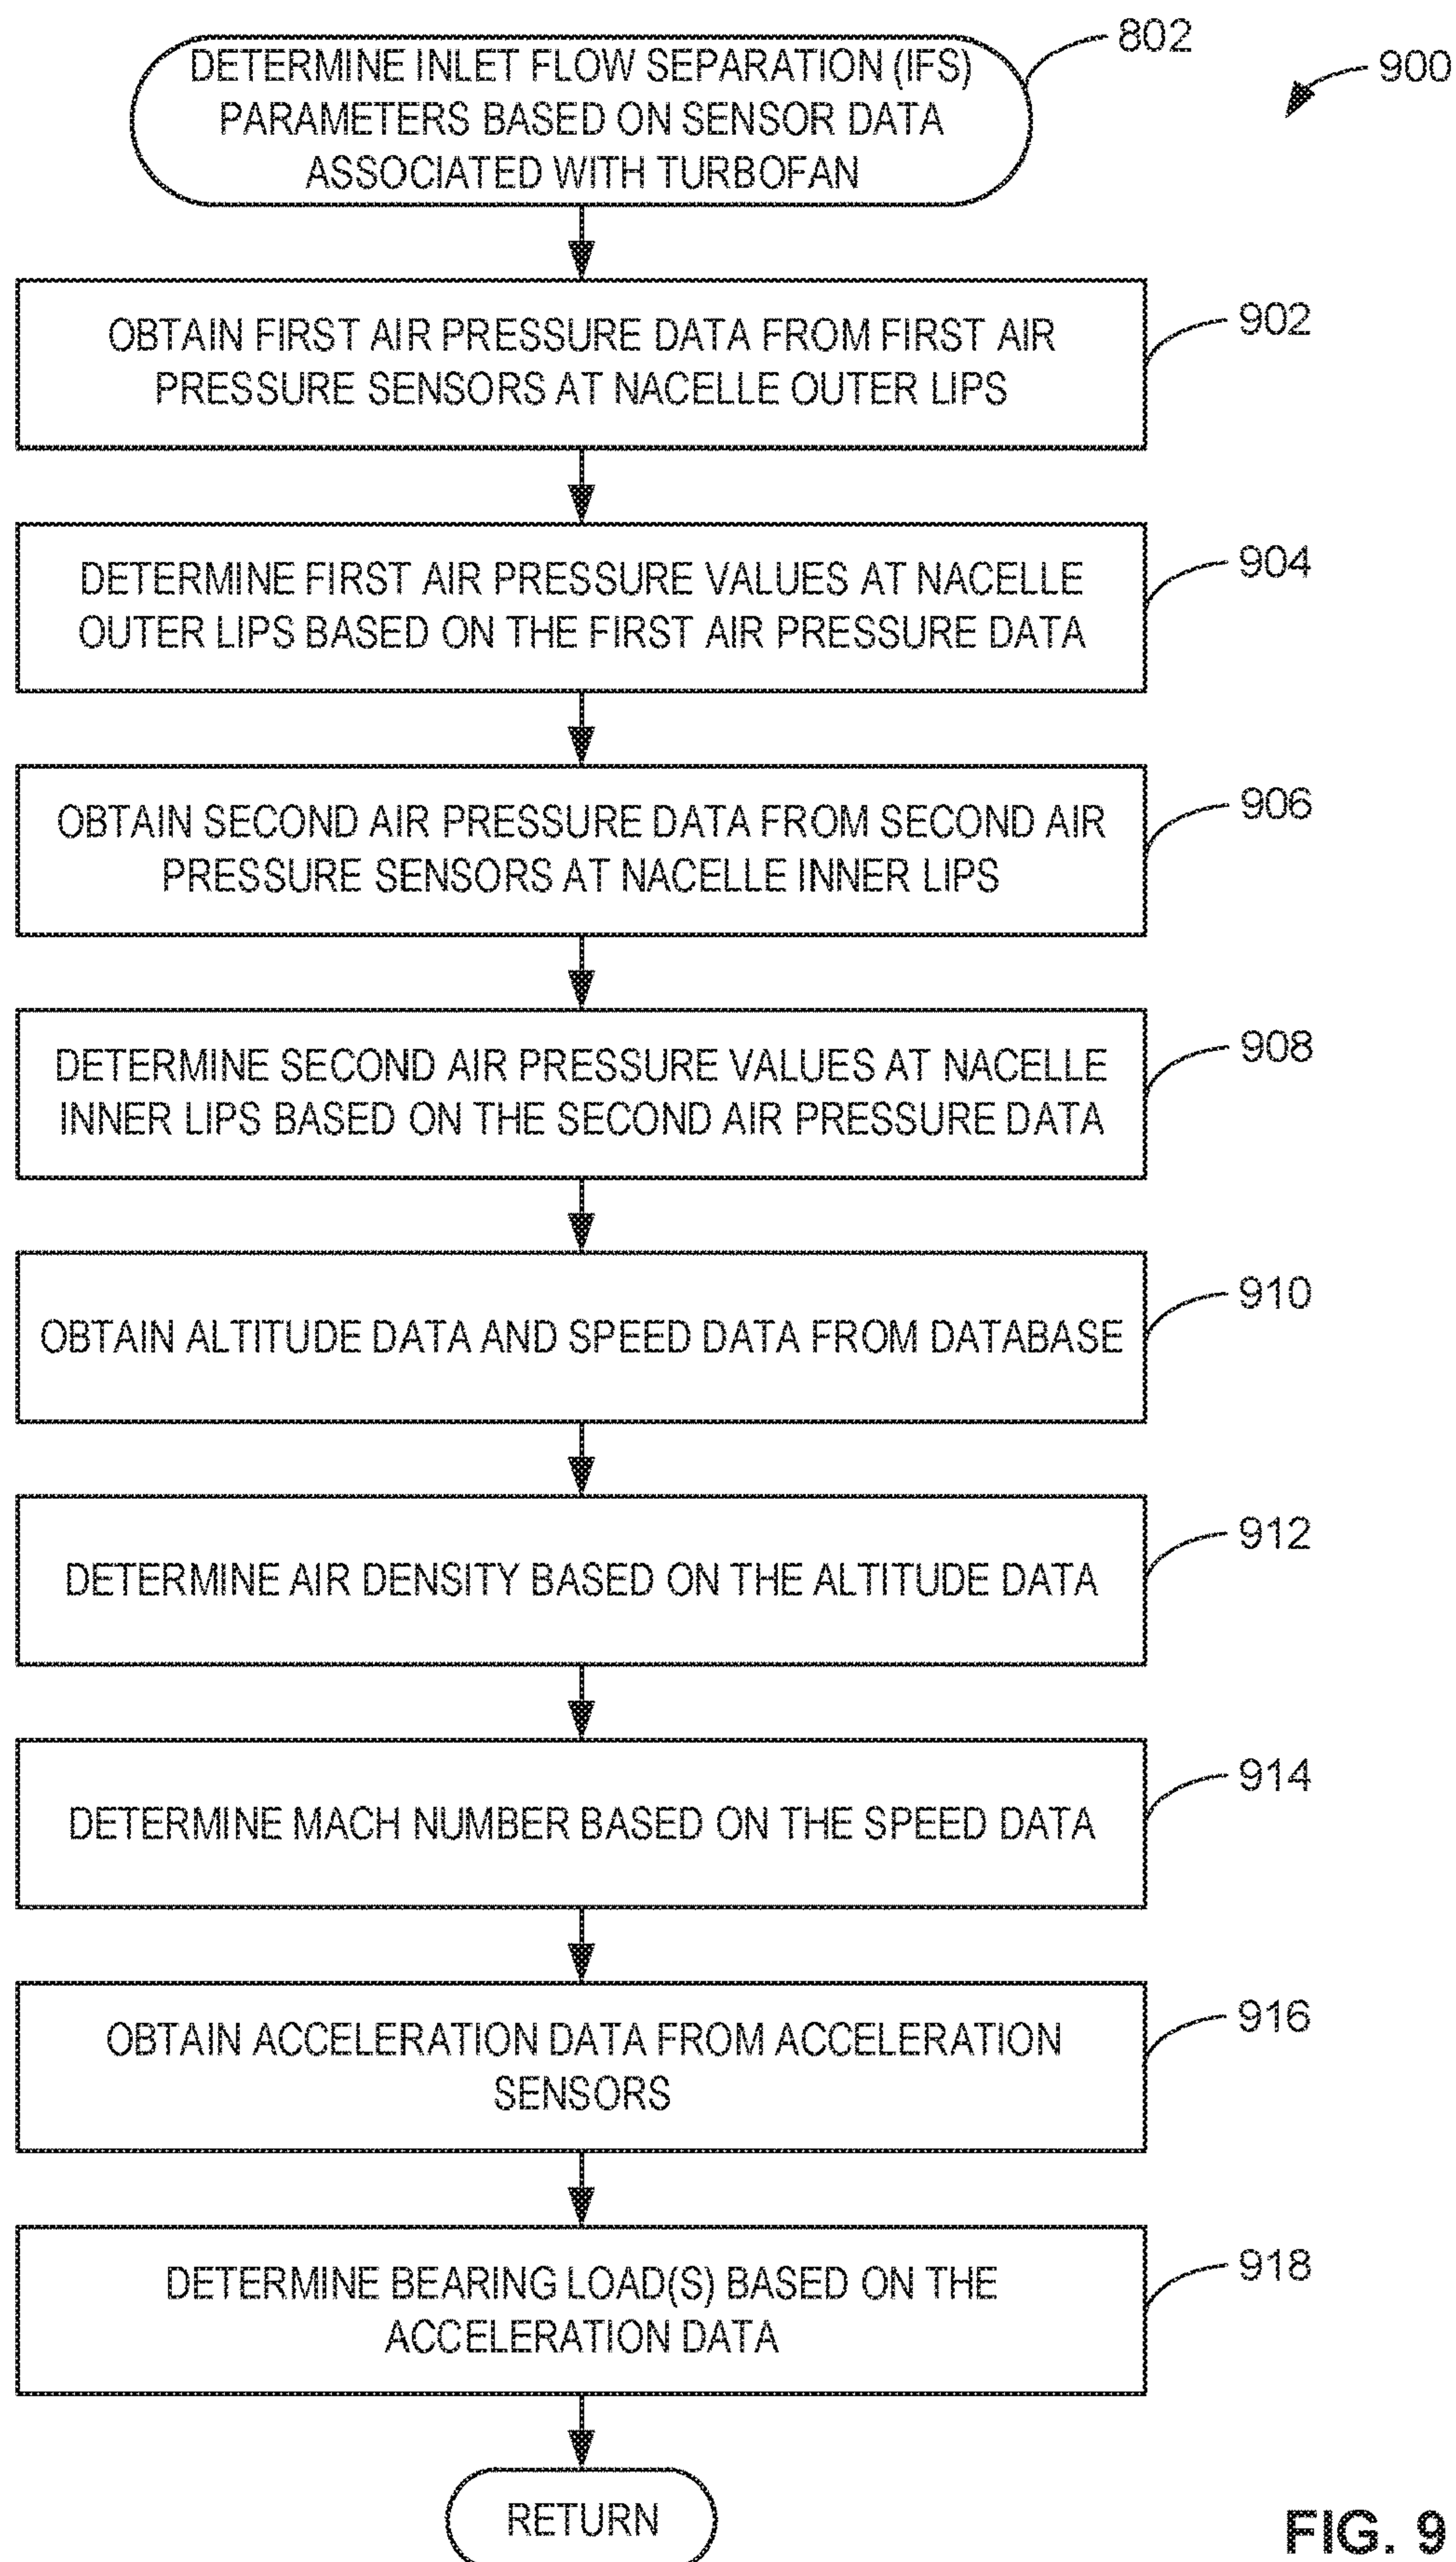 802
900
DETERMINE INLET FLOW SEPARATION (IFS)
PARAMETERS BASED ON SENSOR DATA
ASSOCIATED WITH TURBOFAN
902
OBTAIN FIRST AIR PRESSURE DATA FROM FIRST AIR
PRESSURE SENSORS AT NACELLE OUTER LIPS
904
DETERMINE FIRST AIR PRESSURE VALUES AT NACELLE
OUTER LIPS BASED ON THE FIRST AIR PRESSURE DATA
906
OBTAIN SECOND AIR PRESSURE DATA FROM SECOND AIR
PRESSURE SENSORS AT NACELLE INNER LIPS
908
DETERMINE SECOND AIR PRESSURE VALUES AT NACELLE
INNER LIPS BASED ON THE SECOND AIR PRESSURE DATA
910
OBTAIN ALTITUDE DATA AND SPEED DATA FROM DATABASE
912
DETERMINE AIR DENSITY BASED ON THE ALTITUDE DATA
914
DETERMINE MACH NUMBER BASED ON THE SPEED DATA
916
OBTAIN ACCELERATION DATA FROM ACCELERATION
SENSORS
918
DETERMINE BEARING LOAD(S) BASED ON THE
ACCELERATION DATA
RETURN
FIG. 9